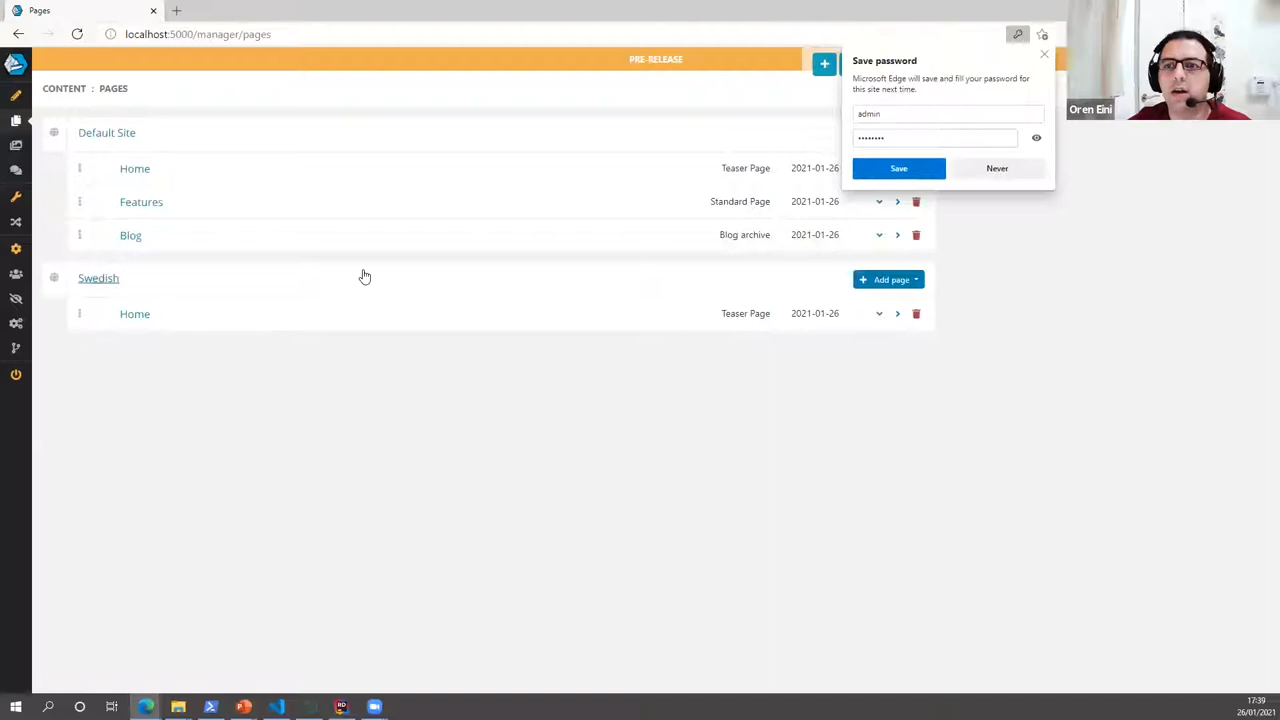 Pages
localhost:5000/manager/pages
PRE-RELEASE
CONTENT : PAGES
Default Site
Home Teaser Page 2021-01-26
Features Standard Page 2021-01-26
Blog Blog archive 2021-01-26
Swedish Add page
Home Teaser Page 2021-01-26
Save password
Microsoft Edge will save and fill your password for
this site next time.
admin
••••••••
Save Never
Oren Eini
17:39
26/01/2021